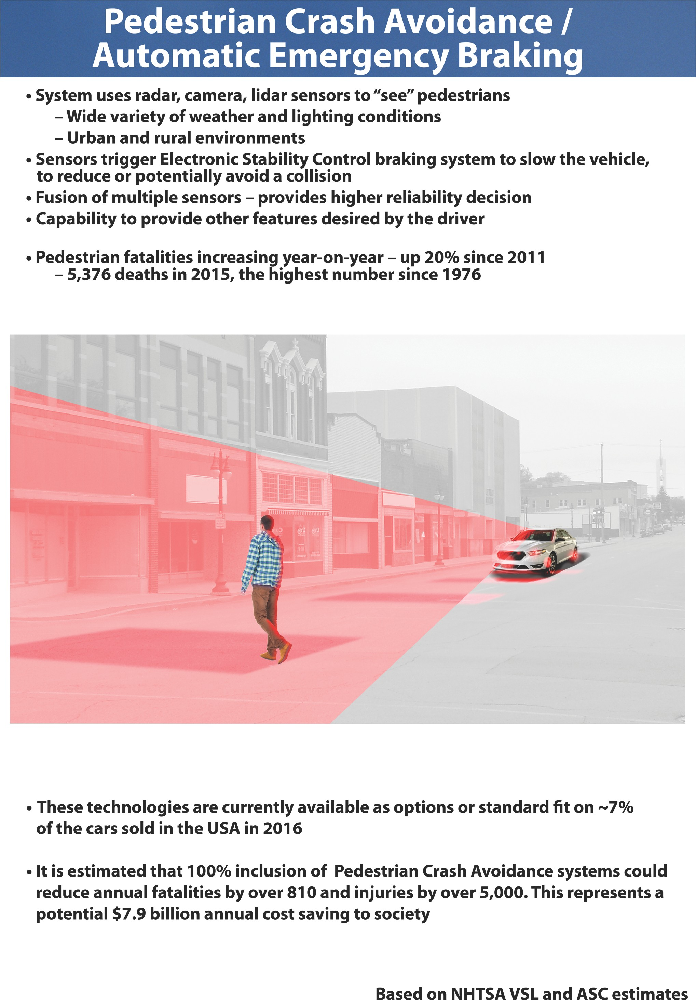 Pedestrian Crash Avoidance /
Automatic Emergency Braking
• System uses radar, camera, lidar sensors to “see” pedestrians
– Wide variety of weather and lighting conditions
– Urban and rural environments
• Sensors trigger Electronic Stability Control braking system to slow the vehicle,
to reduce or potentially avoid a collision
• Fusion of multiple sensors – provides higher reliability decision
• Capability to provide other features desired by the driver
• Pedestrian fatalities increasing year-on-year – up 20% since 2011
– 5,376 deaths in 2015, the highest number since 1976
• These technologies are currently available as options or standard fit on ~7%
of the cars sold in the USA in 2016
• It is estimated that 100% inclusion of Pedestrian Crash Avoidance systems could
reduce annual fatalities by over 810 and injuries by over 5,000. This represents a
potential $7.9 billion annual cost saving to society
Based on NHTSA VSL and ASC estimates